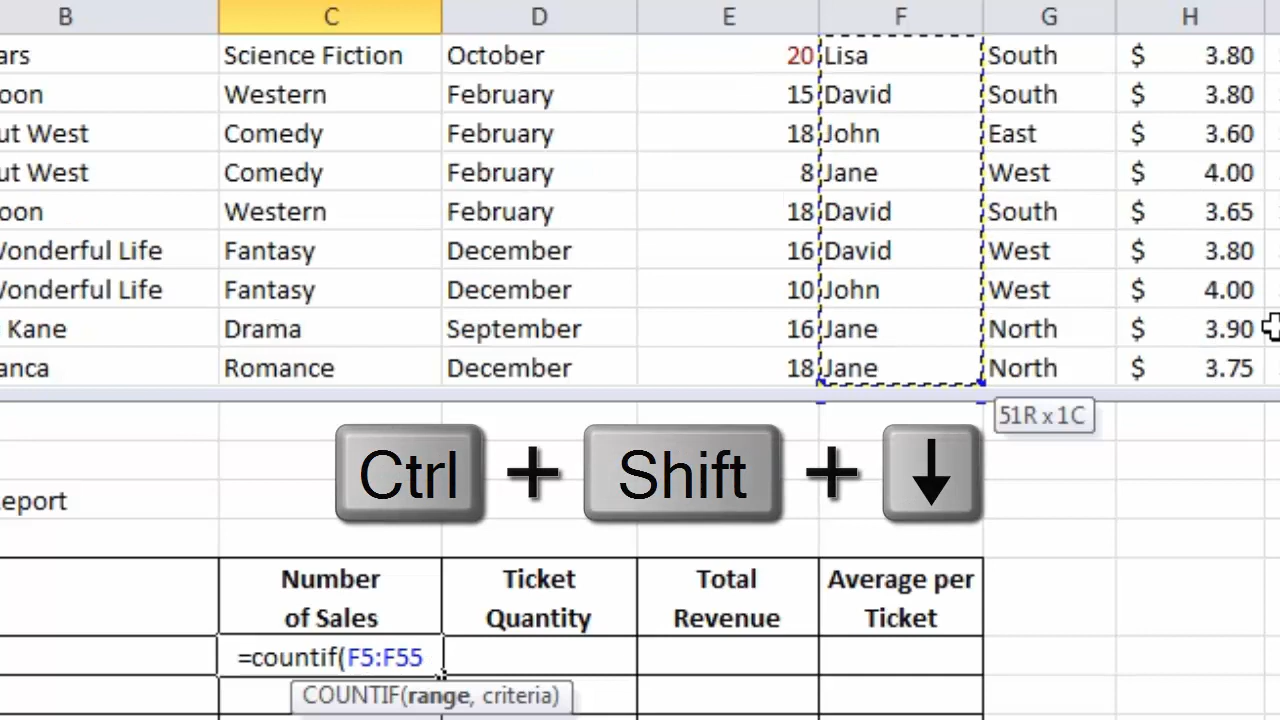 B C D E F G H
ars Science Fiction October 20 Lisa South $ 3.80
oon Western February 15 David South $ 3.80
ut West Comedy February 18 John East $ 3.60
ut West Comedy February 8 Jane West $ 4.00
oon Western February 18 David South $ 3.65
Wonderful Life Fantasy December 16 David West $ 3.80
Wonderful Life Fantasy December 10 John West $ 4.00
Kane Drama September 16 Jane North $ 3.90
anca Romance December 18 Jane North $ 3.75
51R x 1C
Ctrl + Shift + ↓
Report
Number Ticket Total Average per
of Sales Quantity Revenue Ticket
=countif(F5:F55
COUNTIF(range, criteria)